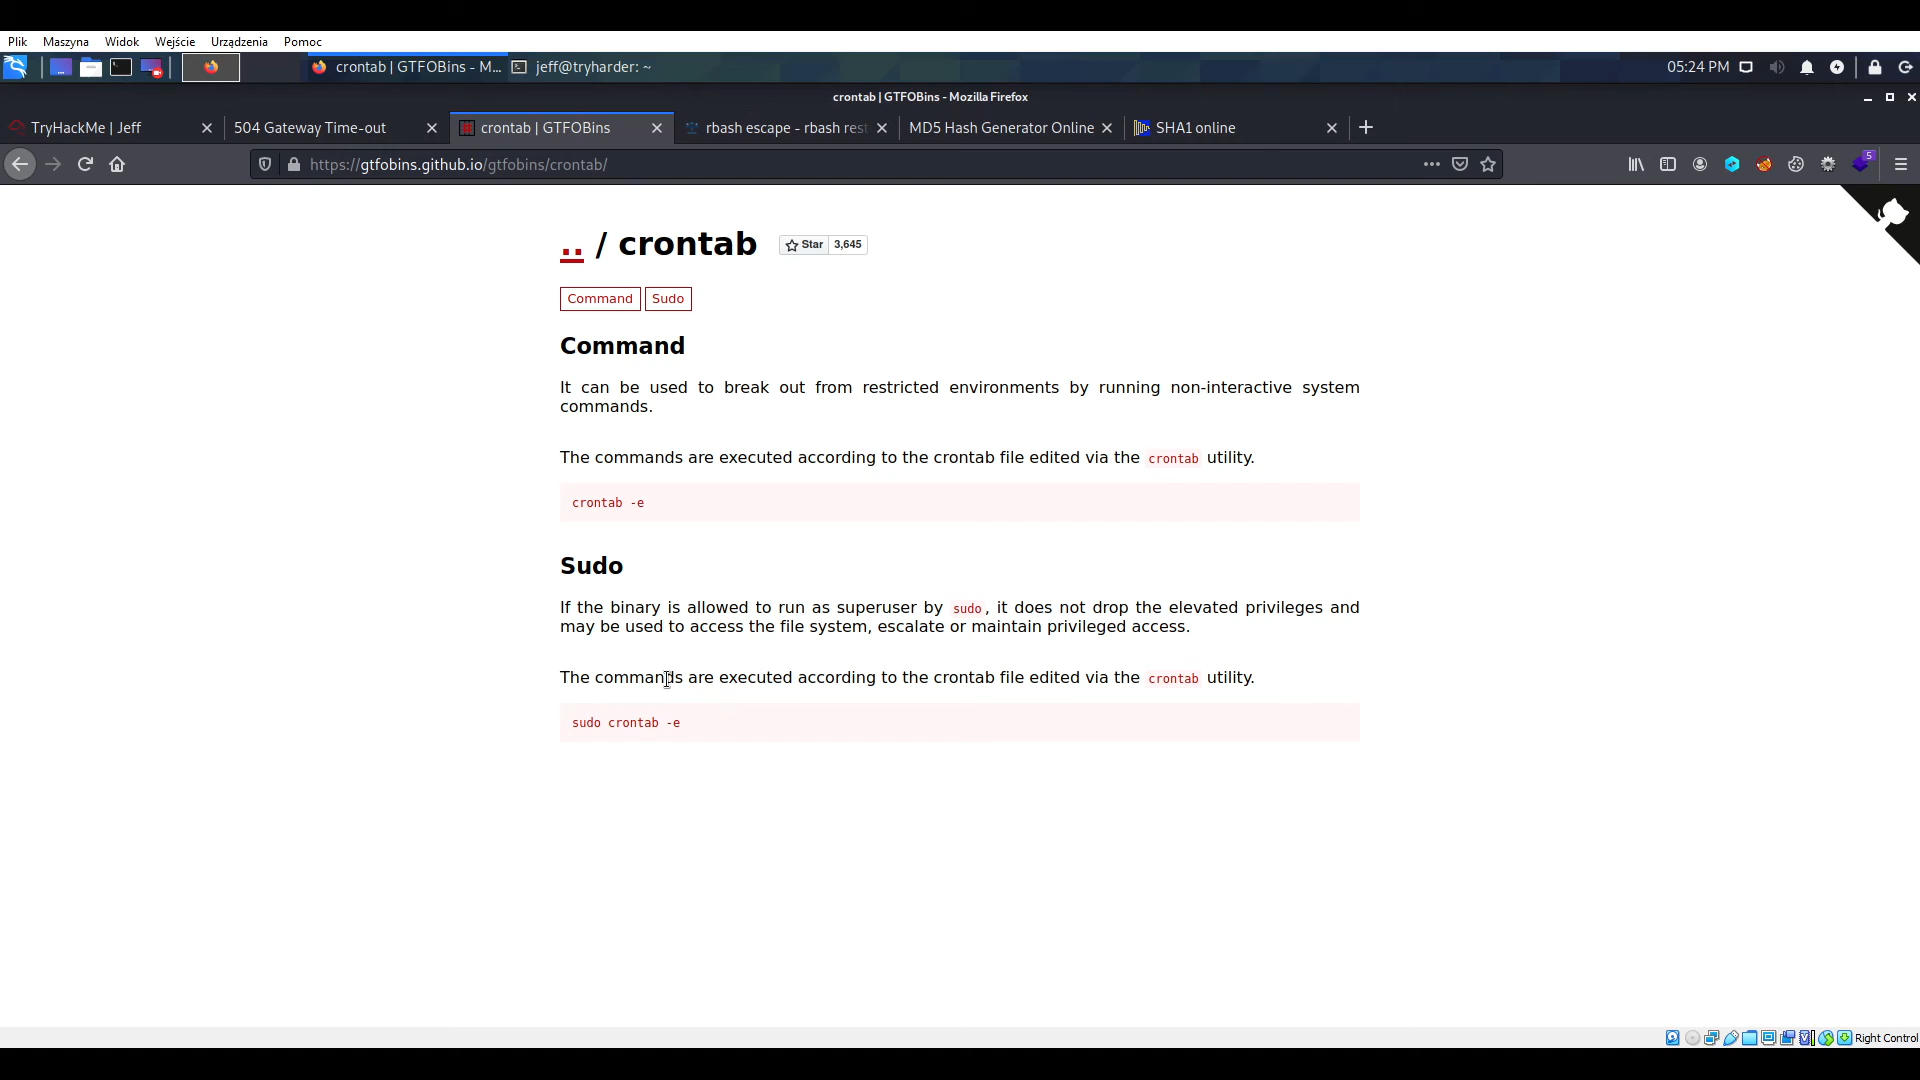 Plik Maszyna Widok Wejście Urządzenia Pomoc
crontab | GTFOBins - M... jeff@tryharder: ~ 05:24 PM
crontab | GTFOBins - Mozilla Firefox
TryHackMe | Jeff 504 Gateway Time-out crontab | GTFOBins rbash escape - rbash rest MD5 Hash Generator Online SHA1 online
https://gtfobins.github.io/gtfobins/crontab/ 5
.. / crontab Star 3,645
Command Sudo
Command
It can be used to break out from restricted environments by running non-interactive system
commands.
The commands are executed according to the crontab file edited via the crontab utility.
crontab -e
Sudo
If the binary is allowed to run as superuser by sudo, it does not drop the elevated privileges and
may be used to access the file system, escalate or maintain privileged access.
The commands are executed according to the crontab file edited via the crontab utility.
sudo crontab -e
Right Control